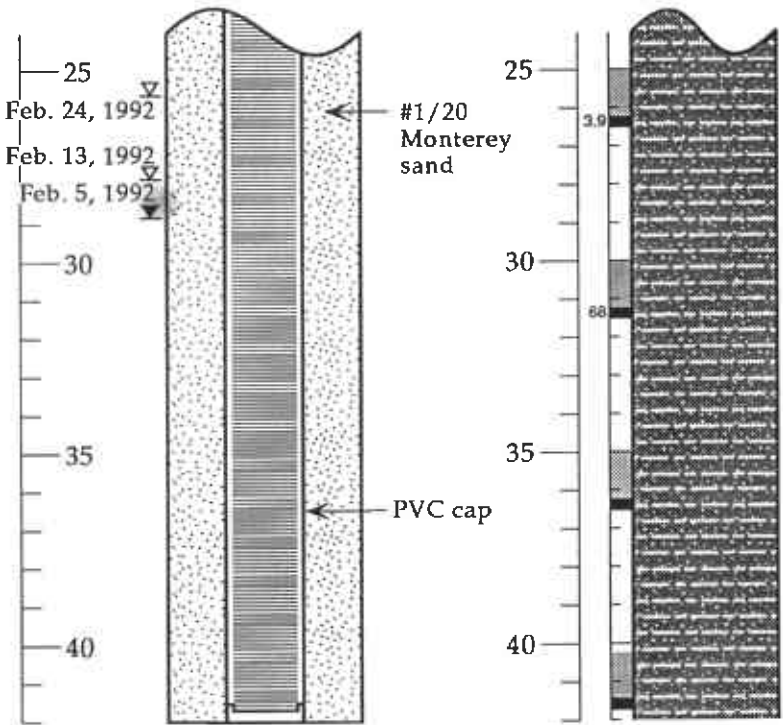 25
Feb. 24, 1992
Feb. 13, 1992
Feb. 5, 1992
30
35
40
#1/20
Monterey
sand
PVC cap
25
3.9
30
68
35
40